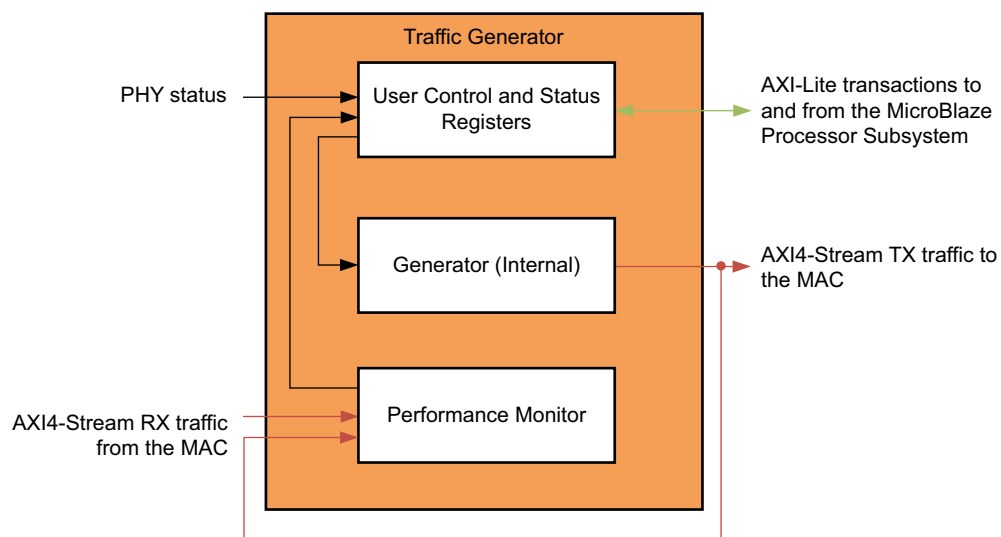 Traffic Generator
PHY status
User Control and Status
Registers
AXI-Lite transactions to
and from the MicroBlaze
Processor Subsystem
Generator (Internal)
AXI4-Stream TX traffic to
the MAC
AXI4-Stream RX traffic
from the MAC
Performance Monitor